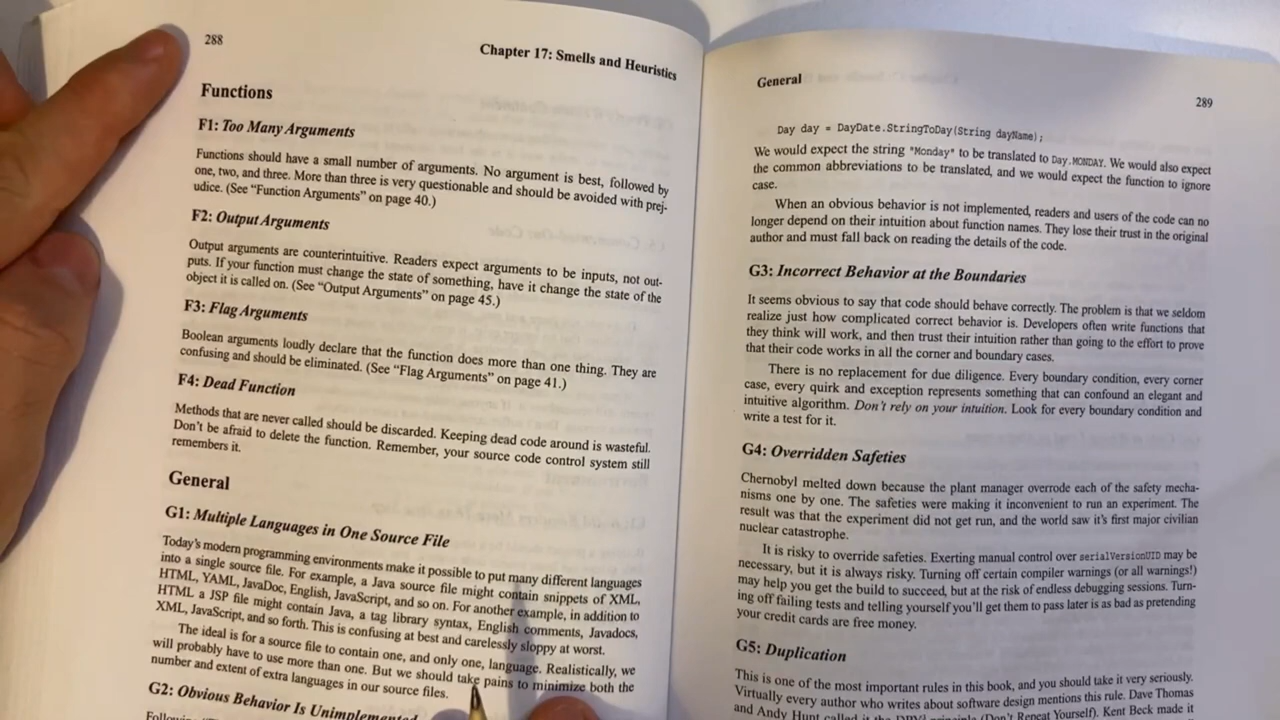 288
Chapter 17: Smells and Heuristics
Functions
F1: Too Many Arguments
Functions should have a small number of arguments. No argument is best, followed by
one, two, and three. More than three is very questionable and should be avoided with prej-
udice. (See “Function Arguments” on page 40.)
F2: Output Arguments
Output arguments are counterintuitive. Readers expect arguments to be inputs, not out-
puts. If your function must change the state of something, have it change the state of the
object it is called on. (See “Output Arguments” on page 45.)
F3: Flag Arguments
Boolean arguments loudly declare that the function does more than one thing. They are
confusing and should be eliminated. (See “Flag Arguments” on page 41.)
F4: Dead Function
Methods that are never called should be discarded. Keeping dead code around is wasteful.
Don’t be afraid to delete the function. Remember, your source code control system still
remembers it.
General
G1: Multiple Languages in One Source File
Today’s modern programming environments make it possible to put many different languages
into a single source file. For example, a Java source file might contain snippets of XML,
HTML, YAML, JavaDoc, English, JavaScript, and so on. For another example, in addition to
HTML a JSP file might contain Java, a tag library syntax, English comments, Javadocs,
XML, JavaScript, and so forth. This is confusing at best and carelessly sloppy at worst.
The ideal is for a source file to contain one, and only one, language. Realistically, we
will probably have to use more than one. But we should take pains to minimize both the
number and extent of extra languages in our source files.
G2: Obvious Behavior Is Unimplemented
General
289
Day day = DayDate.StringToDay(String dayName);
We would expect the string "Monday" to be translated to Day.MONDAY. We would also expect
the common abbreviations to be translated, and we would expect the function to ignore
case.
When an obvious behavior is not implemented, readers and users of the code can no
longer depend on their intuition about function names. They lose their trust in the original
author and must fall back on reading the details of the code.
G3: Incorrect Behavior at the Boundaries
It seems obvious to say that code should behave correctly. The problem is that we seldom
realize just how complicated correct behavior is. Developers often write functions that
they think will work, and then trust their intuition rather than going to the effort to prove
that their code works in all the corner and boundary cases.
There is no replacement for due diligence. Every boundary condition, every corner
case, every quirk and exception represents something that can confound an elegant and
intuitive algorithm. Don’t rely on your intuition. Look for every boundary condition and
write a test for it.
G4: Overridden Safeties
Chernobyl melted down because the plant manager overrode each of the safety mecha-
nisms one by one. The safeties were making it inconvenient to run an experiment. The
result was that the experiment did not get run, and the world saw it’s first major civilian
nuclear catastrophe.
It is risky to override safeties. Exerting manual control over serialVersionUID may be
necessary, but it is always risky. Turning off certain compiler warnings (or all warnings!)
may help you get the build to succeed, but at the risk of endless debugging sessions. Turn-
ing off failing tests and telling yourself you’ll get them to pass later is as bad as pretending
your credit cards are free money.
G5: Duplication
This is one of the most important rules in this book, and you should take it very seriously.
Virtually every author who writes about software design mentions this rule. Dave Thomas
and Andy Hunt called it the DRY principle (Don’t Repeat Yourself). Kent Beck made it